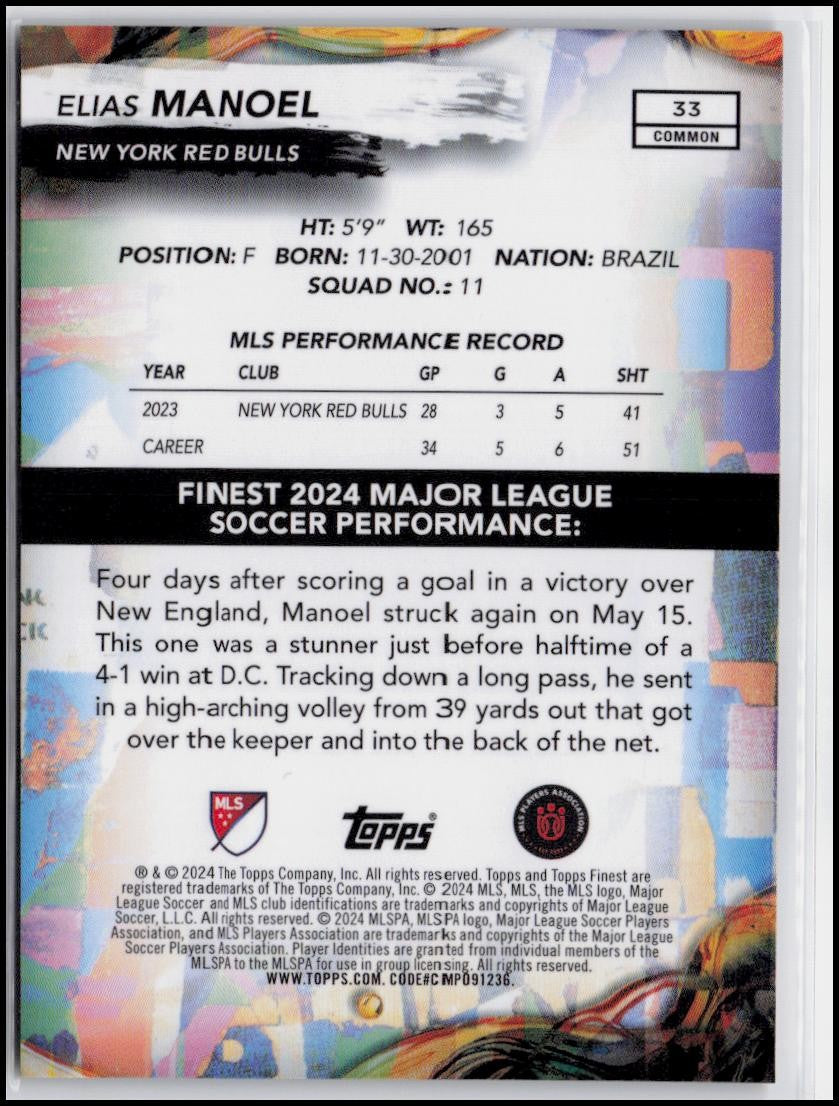 ELIAS MANOEL
33
COMMON
NEW YORK RED BULLS
HT: 5'9" WT: 165
POSITION: F BORN: 11-30-2001 NATION: BRAZIL
SQUAD NO.: 11
MLS PERFORMANCE RECORD
YEAR CLUB GP G A SHT
2023 NEW YORK RED BULLS 28 3 5 41
CAREER 34 5 6 51
FINEST 2024 MAJOR LEAGUE
SOCCER PERFORMANCE:
Four days after scoring a goal in a victory over
New England, Manoel struck again on May 15.
This one was a stunner just before halftime of a
4-1 win at D.C. Tracking down a long pass, he sent
in a high-arching volley from 39 yards out that got
over the keeper and into the back of the net.
MLS
topps®
MLS PLAYERS ASSOCIATION
® & © 2024 The Topps Company, Inc. All rights reserved. Topps and Topps Finest are
registered trademarks of The Topps Company, Inc. © 2024 MLS, MLS, the MLS logo, Major
League Soccer and MLS club identifications are trademarks and copyrights of Major League
Soccer, L.L.C. All rights reserved. © 2024 MLSPA, MLSPA logo, Major League Soccer Players
Association, and MLS Players Association are trademarks and copyrights of the Major League
Soccer Players Association. Player Identities are granted from individual members of the
MLSPA to the MLSPA for use in group licensing. All rights reserved.
WWW.TOPPS.COM. CODE#CMP091236.